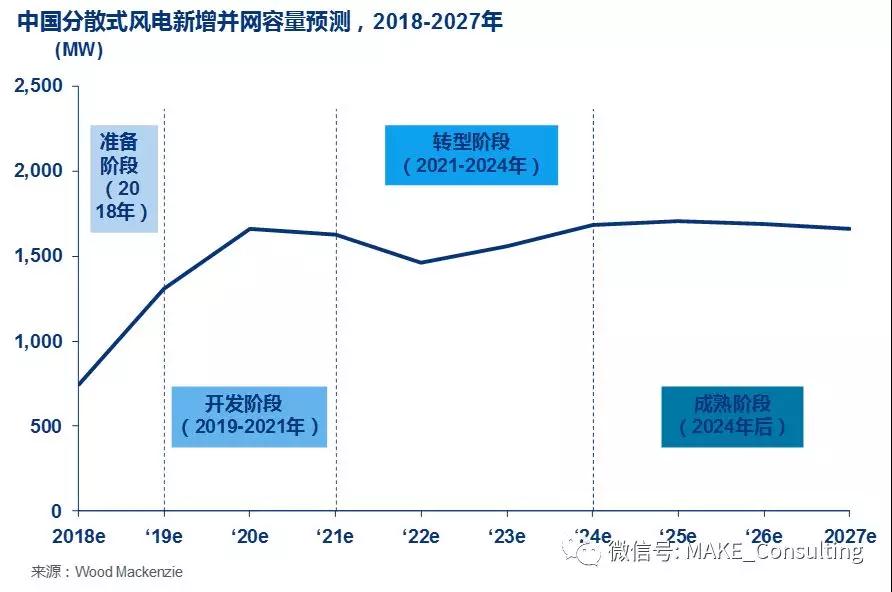 中国分散式风电新增并网容量预测，2018-2027年
(MW)
2,500
2,000
1,500
1,000
500
0
准备
阶段
（20
18年）
转型阶段
（2021-2024年）
开发阶段
（2019-2021年）
成熟阶段
（2024年后）
2018e ‘19e ‘20e ‘21e ‘22e ‘23e ‘24e ‘25e ‘26e 2027e
微信号: MAKE_Consulting
来源：Wood Mackenzie